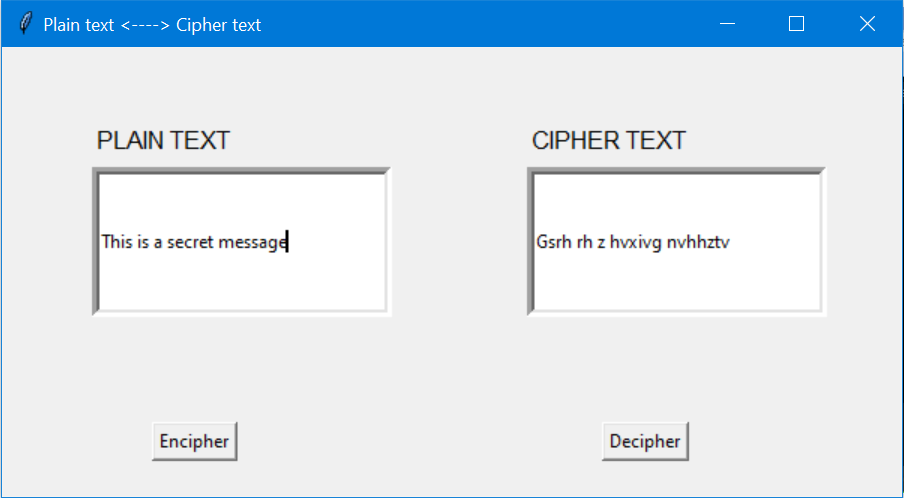 Plain text <----> Cipher text
PLAIN TEXT
CIPHER TEXT
This is a secret message
Gsrh rh z hvxivg nvhhztv
Encipher
Decipher